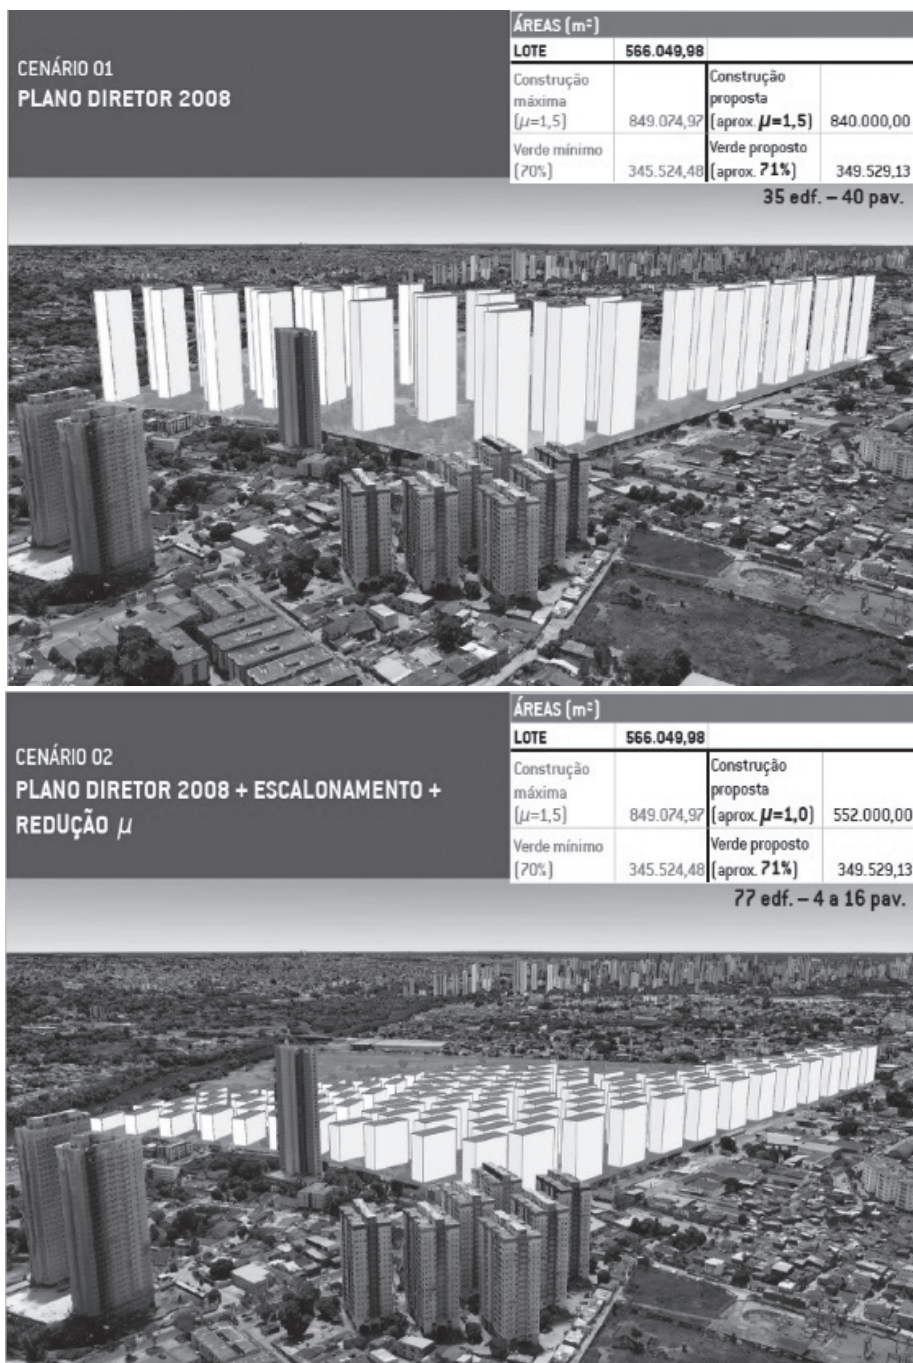 CENÁRIO 01
PLANO DIRETOR 2008
ÁREAS (m²)
LOTE 566.049,98
Construção máxima (μ=1,5) 849.074,97 Construção proposta (aprox. μ=1,5) 840.000,00
Verde mínimo (70%) 345.524,48 Verde proposto (aprox. 71%) 349.529,13
35 edf. – 40 pav.
CENÁRIO 02
PLANO DIRETOR 2008 + ESCALONAMENTO +
REDUÇÃO μ
ÁREAS (m²)
LOTE 566.049,98
Construção máxima (μ=1,5) 849.074,97 Construção proposta (aprox. μ=1,0) 552.000,00
Verde mínimo (70%) 345.524,48 Verde proposto (aprox. 71%) 349.529,13
77 edf. – 4 a 16 pav.